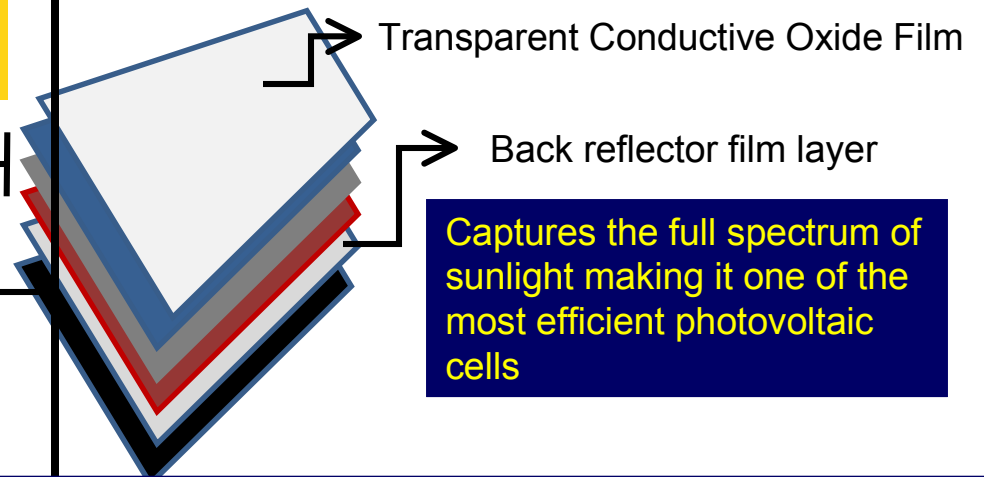 Transparent Conductive Oxide Film
Back reflector film layer
Captures the full spectrum of
sunlight making it one of the
most efficient photovoltaic
cells